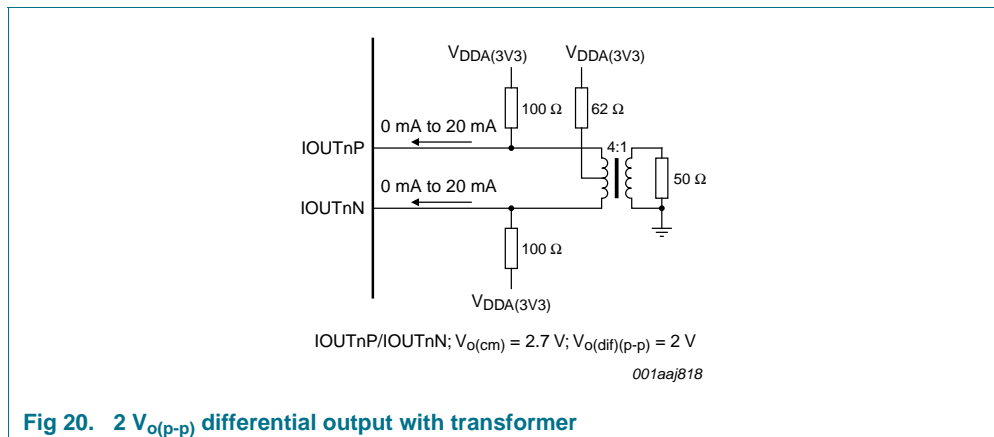 VDDA(3V3) VDDA(3V3)
100 Ω 62 Ω
0 mA to 20 mA
4:1
IOUTnP
0 mA to 20 mA
50 Ω
IOUTnN
100 Ω
VDDA(3V3)
IOUTnP/IOUTnN; Vo(cm) = 2.7 V; Vo(dif)(p-p) = 2 V
001aaj818
Fig 20. 2 Vo(p-p) differential output with transformer